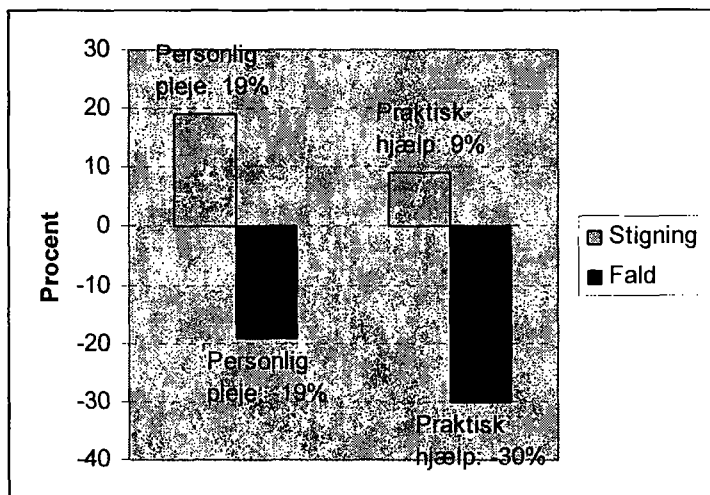 30
20
10
0
-10
-20
-30
-40
Procent
Personlig
pleje. 19%
Praktisk
hjælp. 9%
Personlig
pleje. -19%
Praktisk
hjælp. -30%
Stigning
Fald